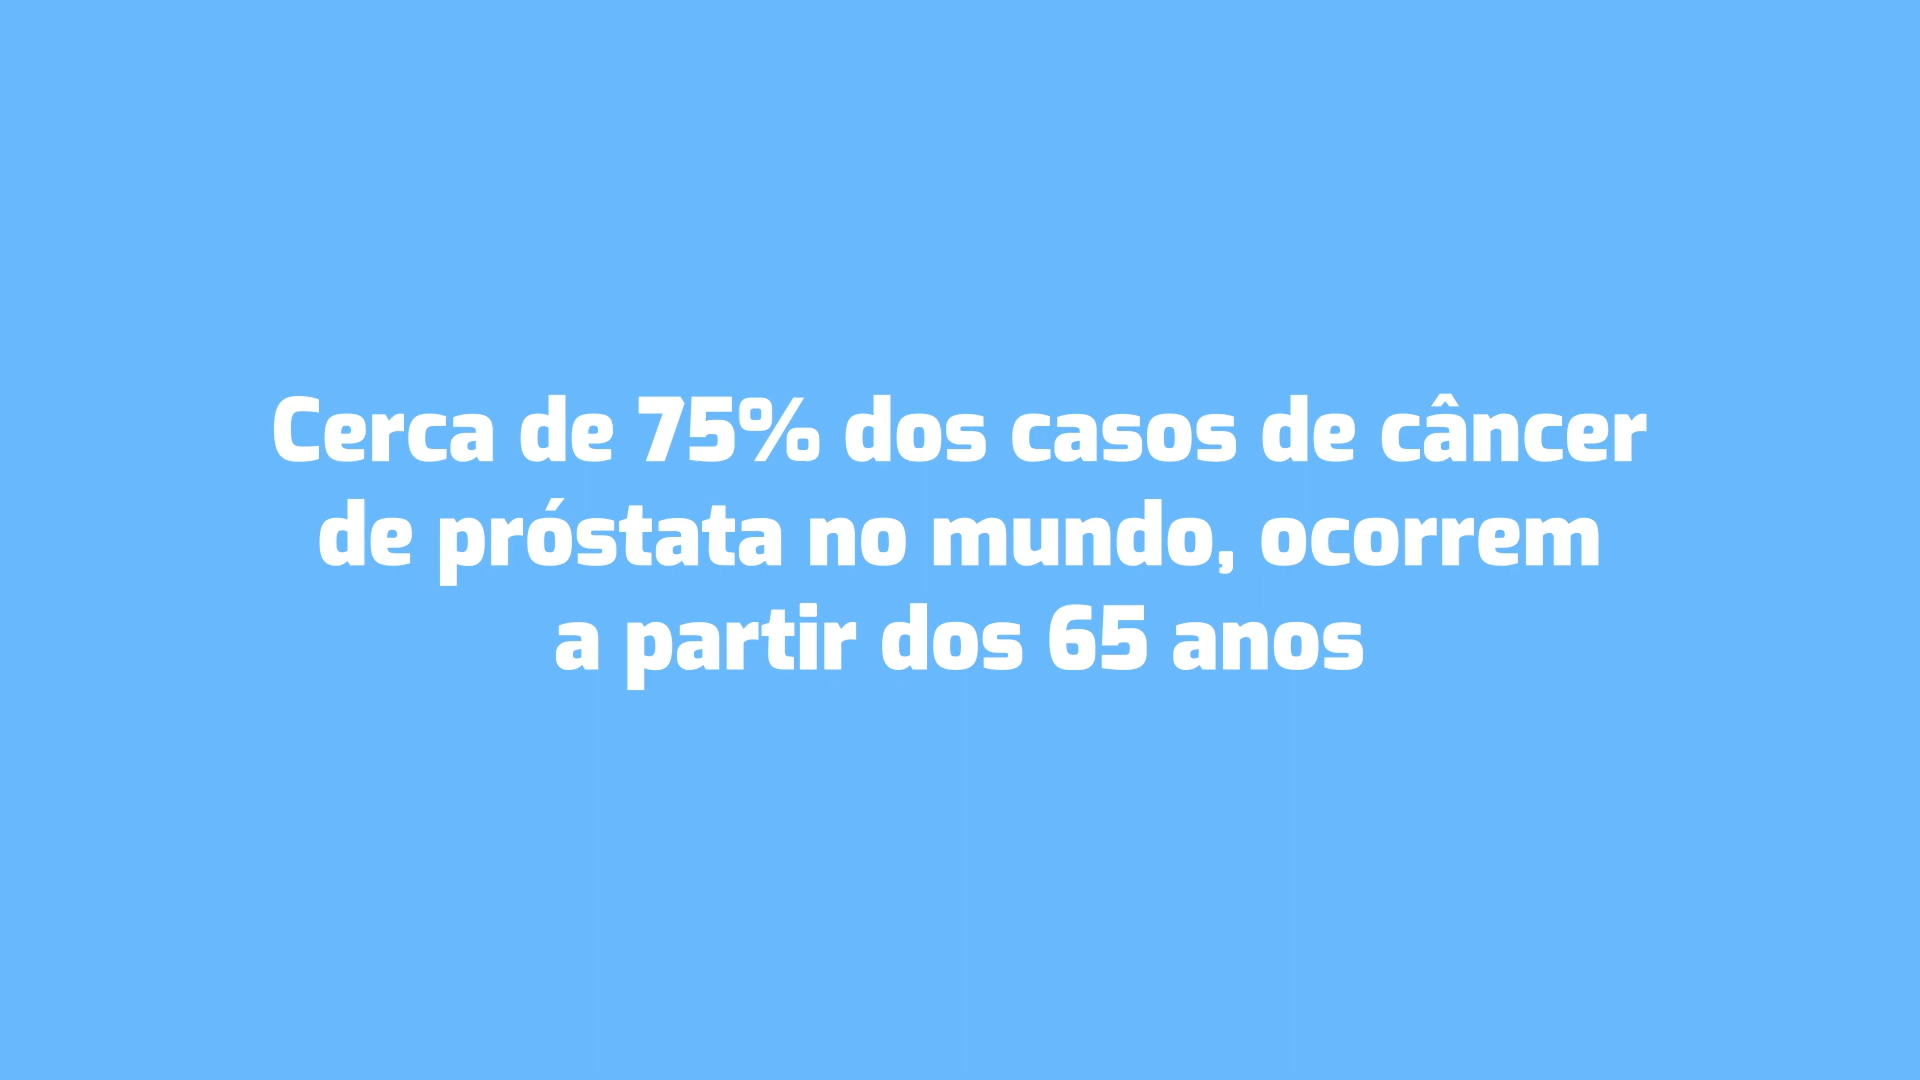 Cerca de 75% dos casos de câncer
de próstata no mundo, ocorrem
a partir dos 65 anos